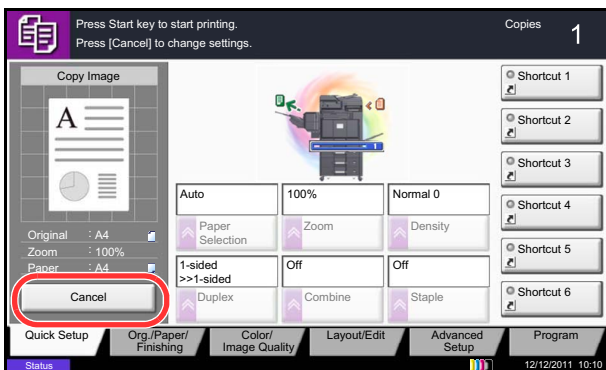 Press Start key to start printing.
Press [Cancel] to change settings.
Copies
1
Copy Image
A
Original : A4
Zoom : 100%
Paper : A4
Cancel
1
Auto
Paper
Selection
100%
Zoom
Normal 0
Density
1-sided
>>1-sided
Duplex
Off
Combine
Off
Staple
Shortcut 1
Shortcut 2
Shortcut 3
Shortcut 4
Shortcut 5
Shortcut 6
Quick Setup
Org./Paper/
Finishing
Color/
Image Quality
Layout/Edit
Advanced
Setup
Program
Status
12/12/2011 10:10